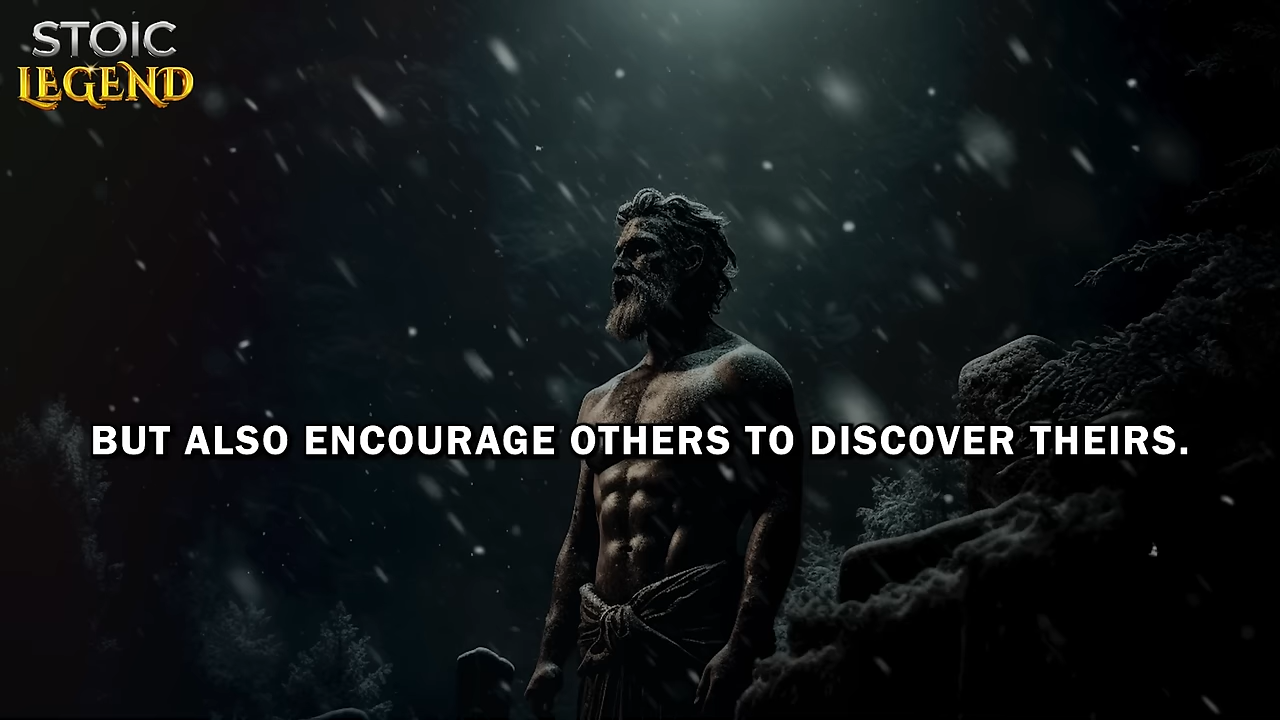 STOIC
LEGEND
BUT ALSO ENCOURAGE OTHERS TO DISCOVER THEIRS.